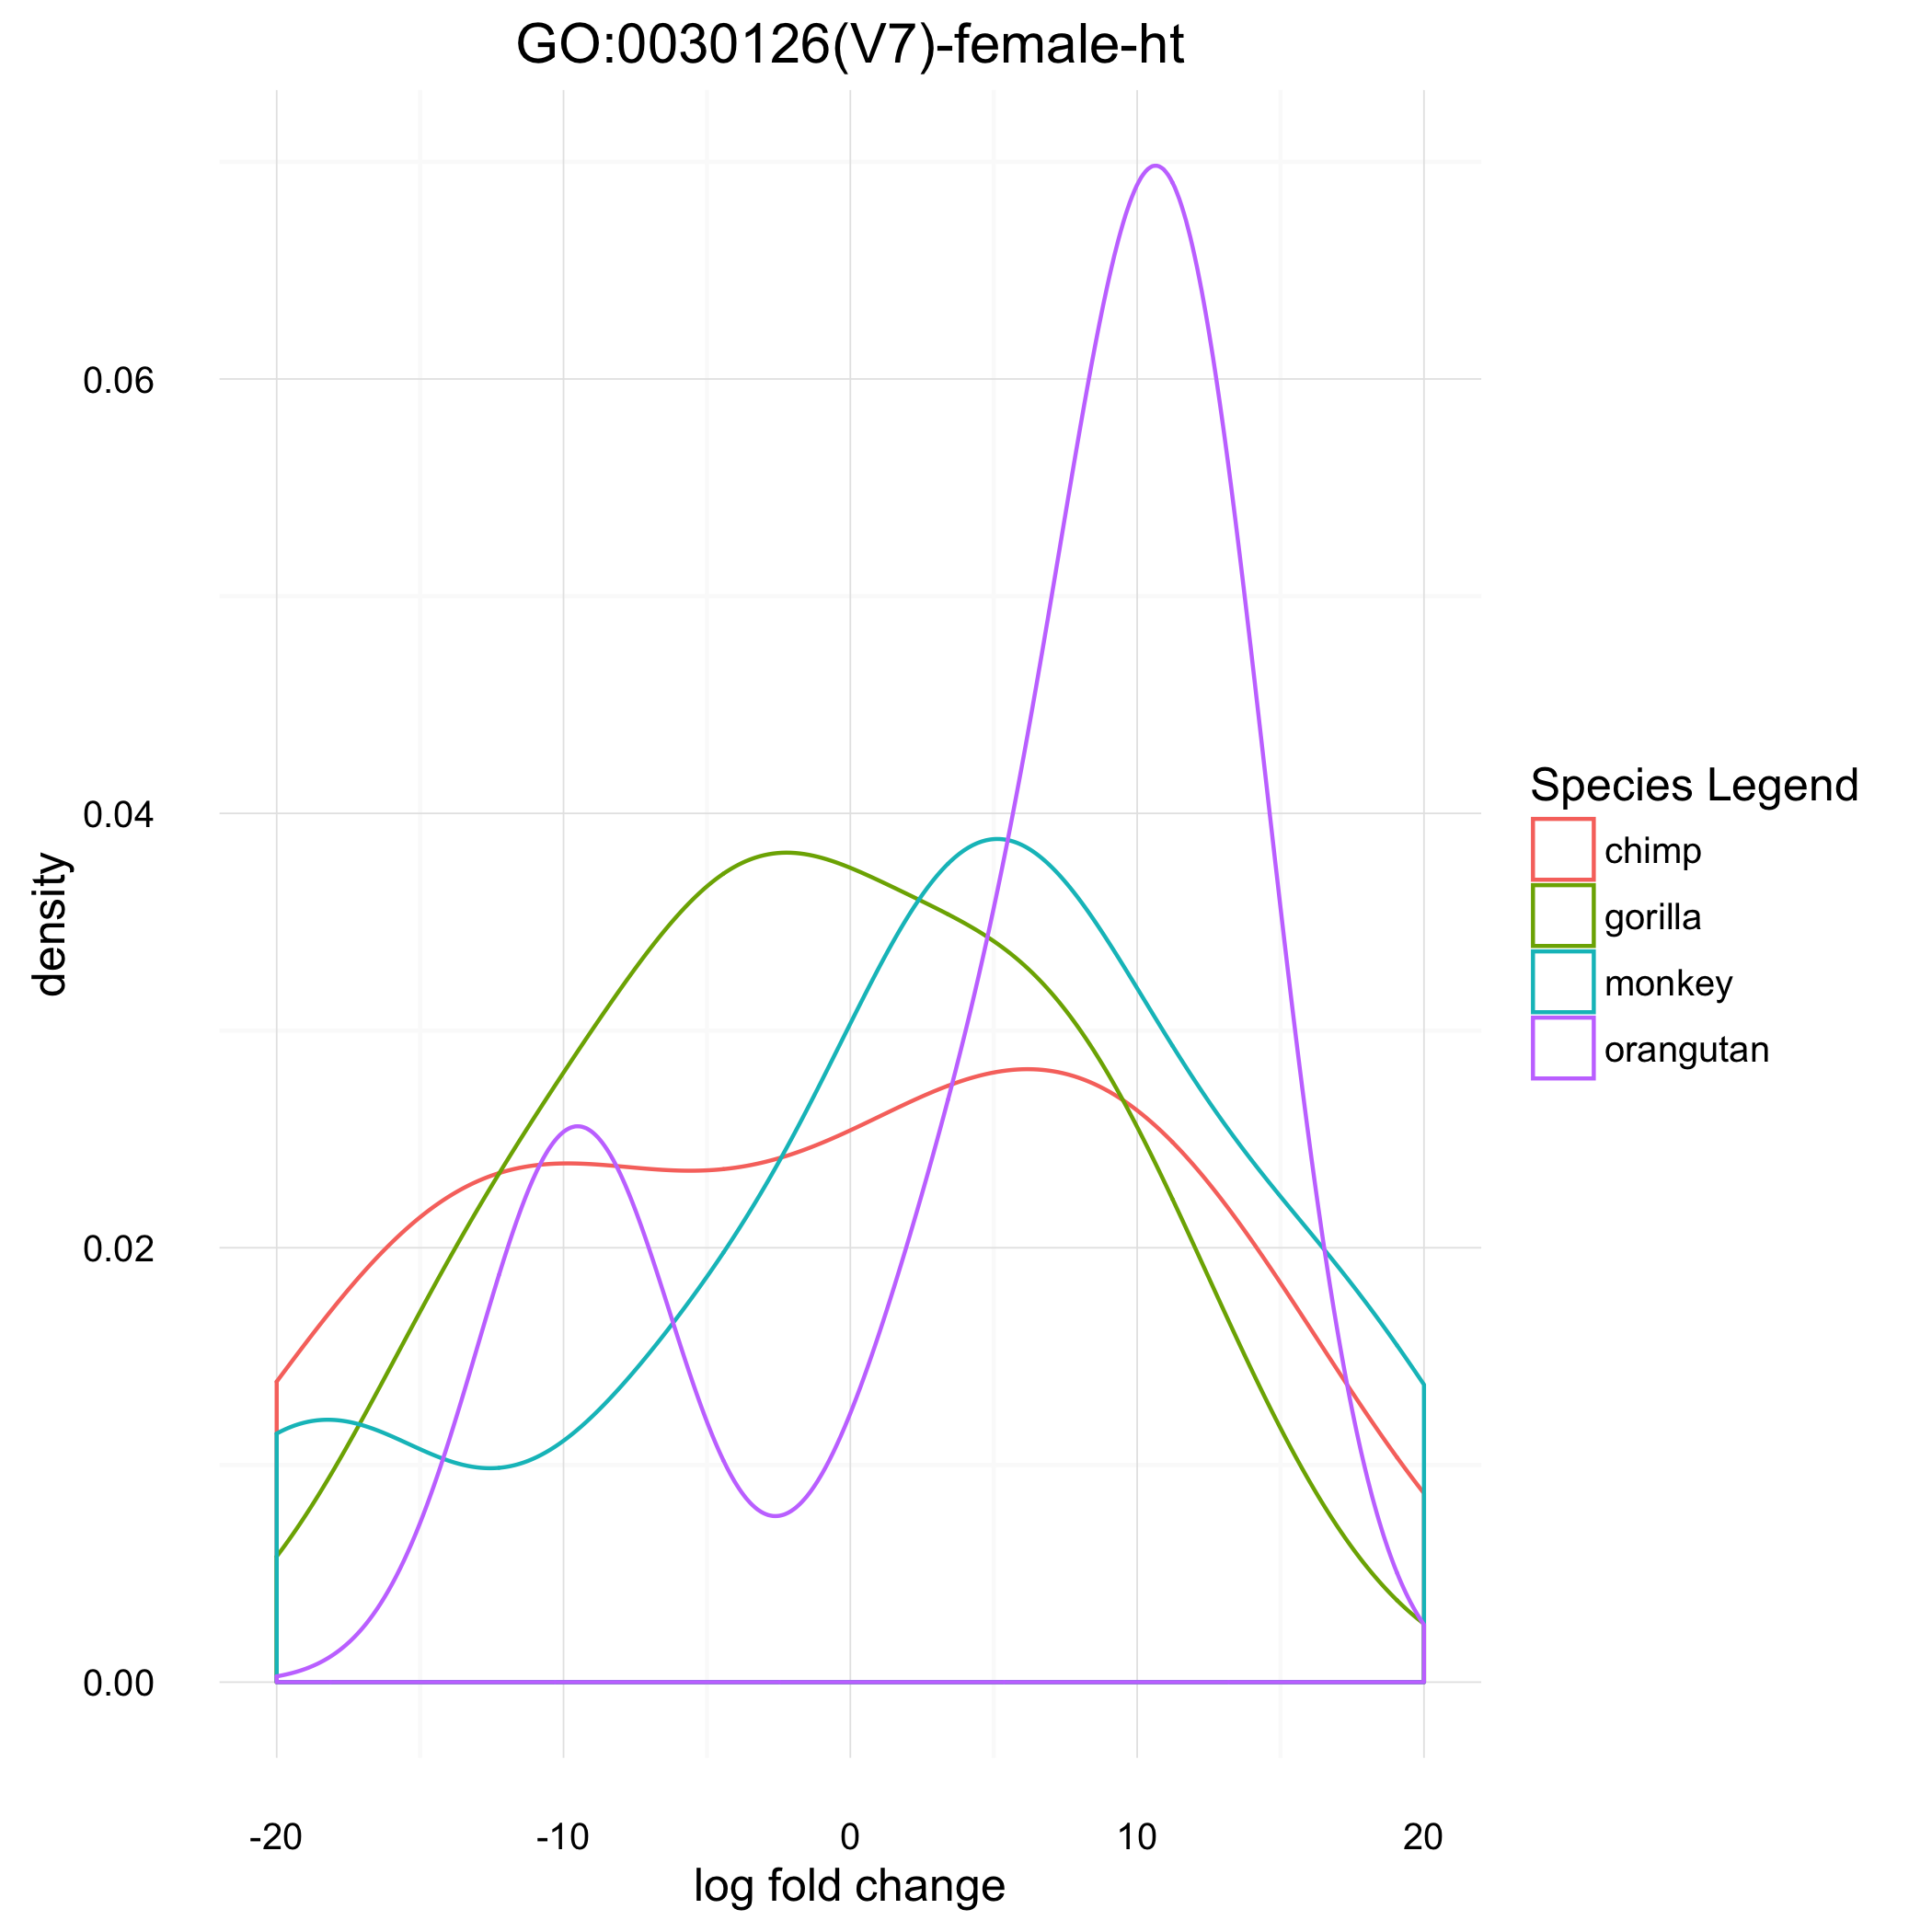 GO:0030126(V7)-female-ht
0.06
0.04
0.02
0.00
density
-20 -10 0 10 20
log fold change
Species Legend
chimp
gorilla
monkey
orangutan